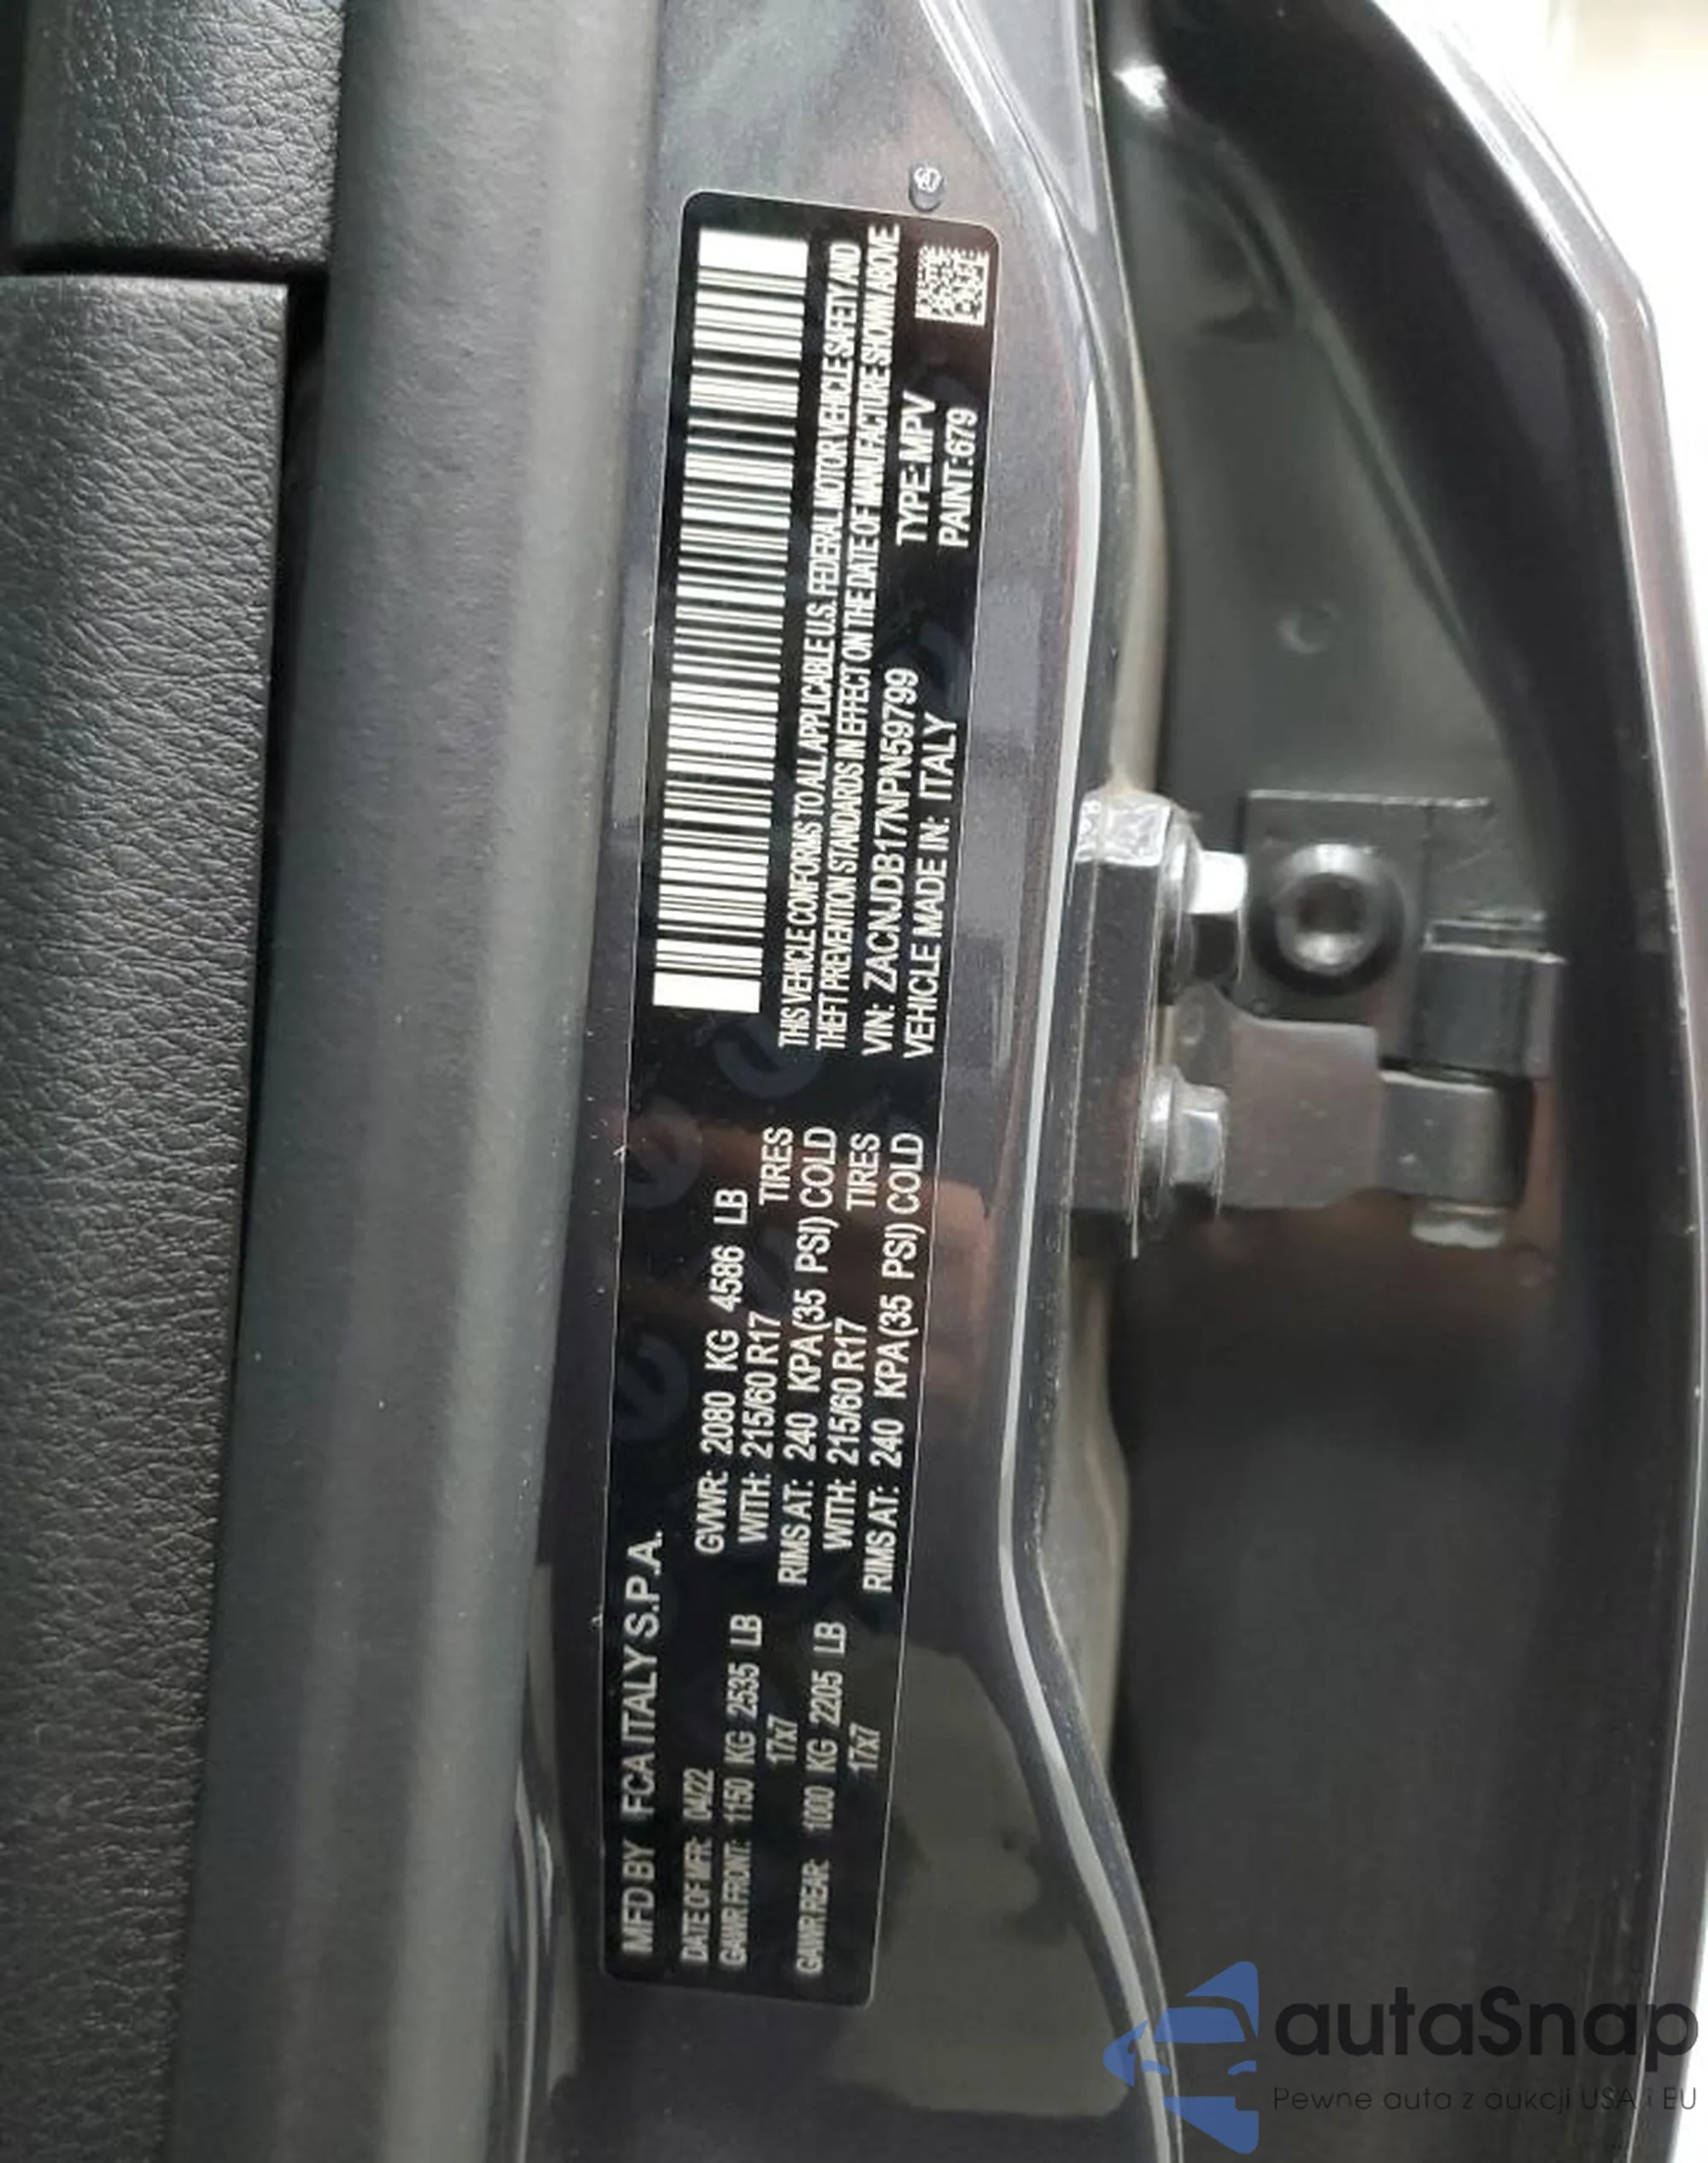 MFD BY FCA ITALY S.P.A.
DATE OF MFR: 04/22 GVWR: 2080 KG 4586 LB
GAWR FRONT: 1150 KG 2535 LB WITH: 215/60 R17 TIRES
17x7 RIMS AT: 240 KPA(35 PSI) COLD
GAWR REAR: 1000 KG 2205 LB WITH: 215/60 R17 TIRES
17x7 RIMS AT: 240 KPA(35 PSI) COLD
THIS VEHICLE CONFORMS TO ALL APPLICABLE U.S. FEDERAL MOTOR VEHICLE SAFETY AND
THEFT PREVENTION STANDARDS IN EFFECT ON THE DATE OF MANUFACTURE SHOWN ABOVE.
VIN: ZACNJDB17NPN59799 TYPE: MPV
VEHICLE MADE IN: ITALY PAINT:679
autaSnap
Pewne auta z aukcji USA i EU